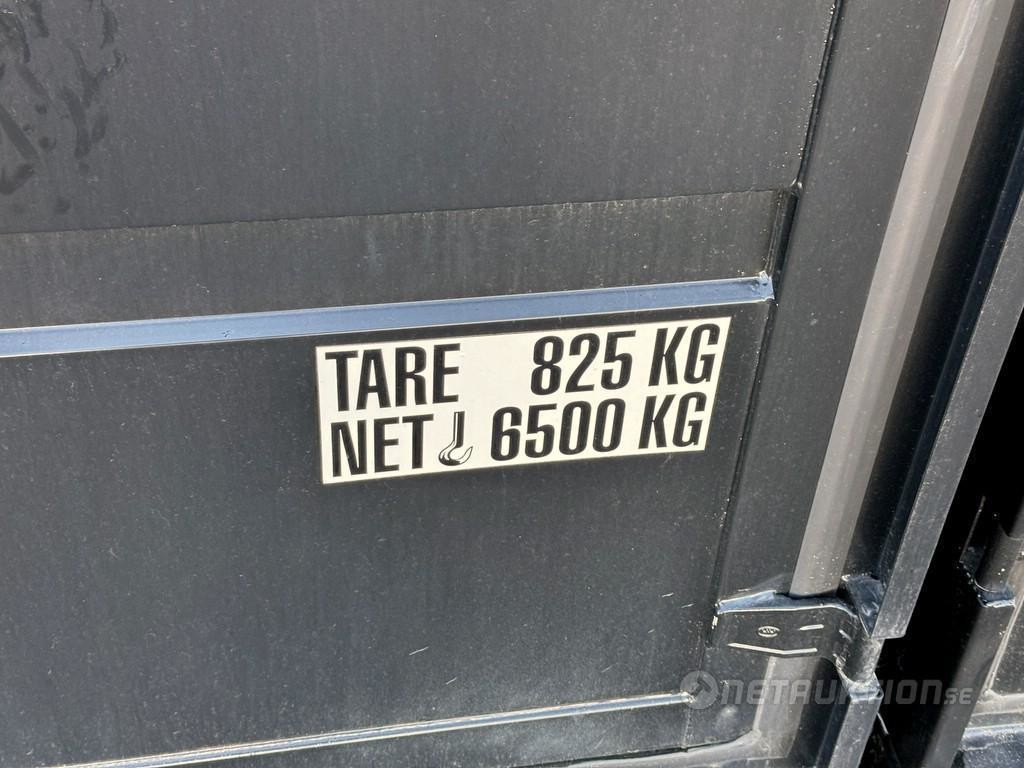 TARE 825 KG
NET 6500 KG
NETAUKTION.SE